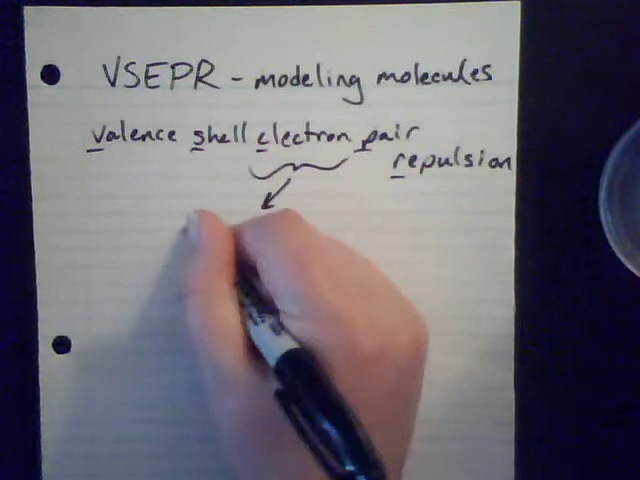 VSEPR - modeling molecules
valence shell electron pair
repulsion